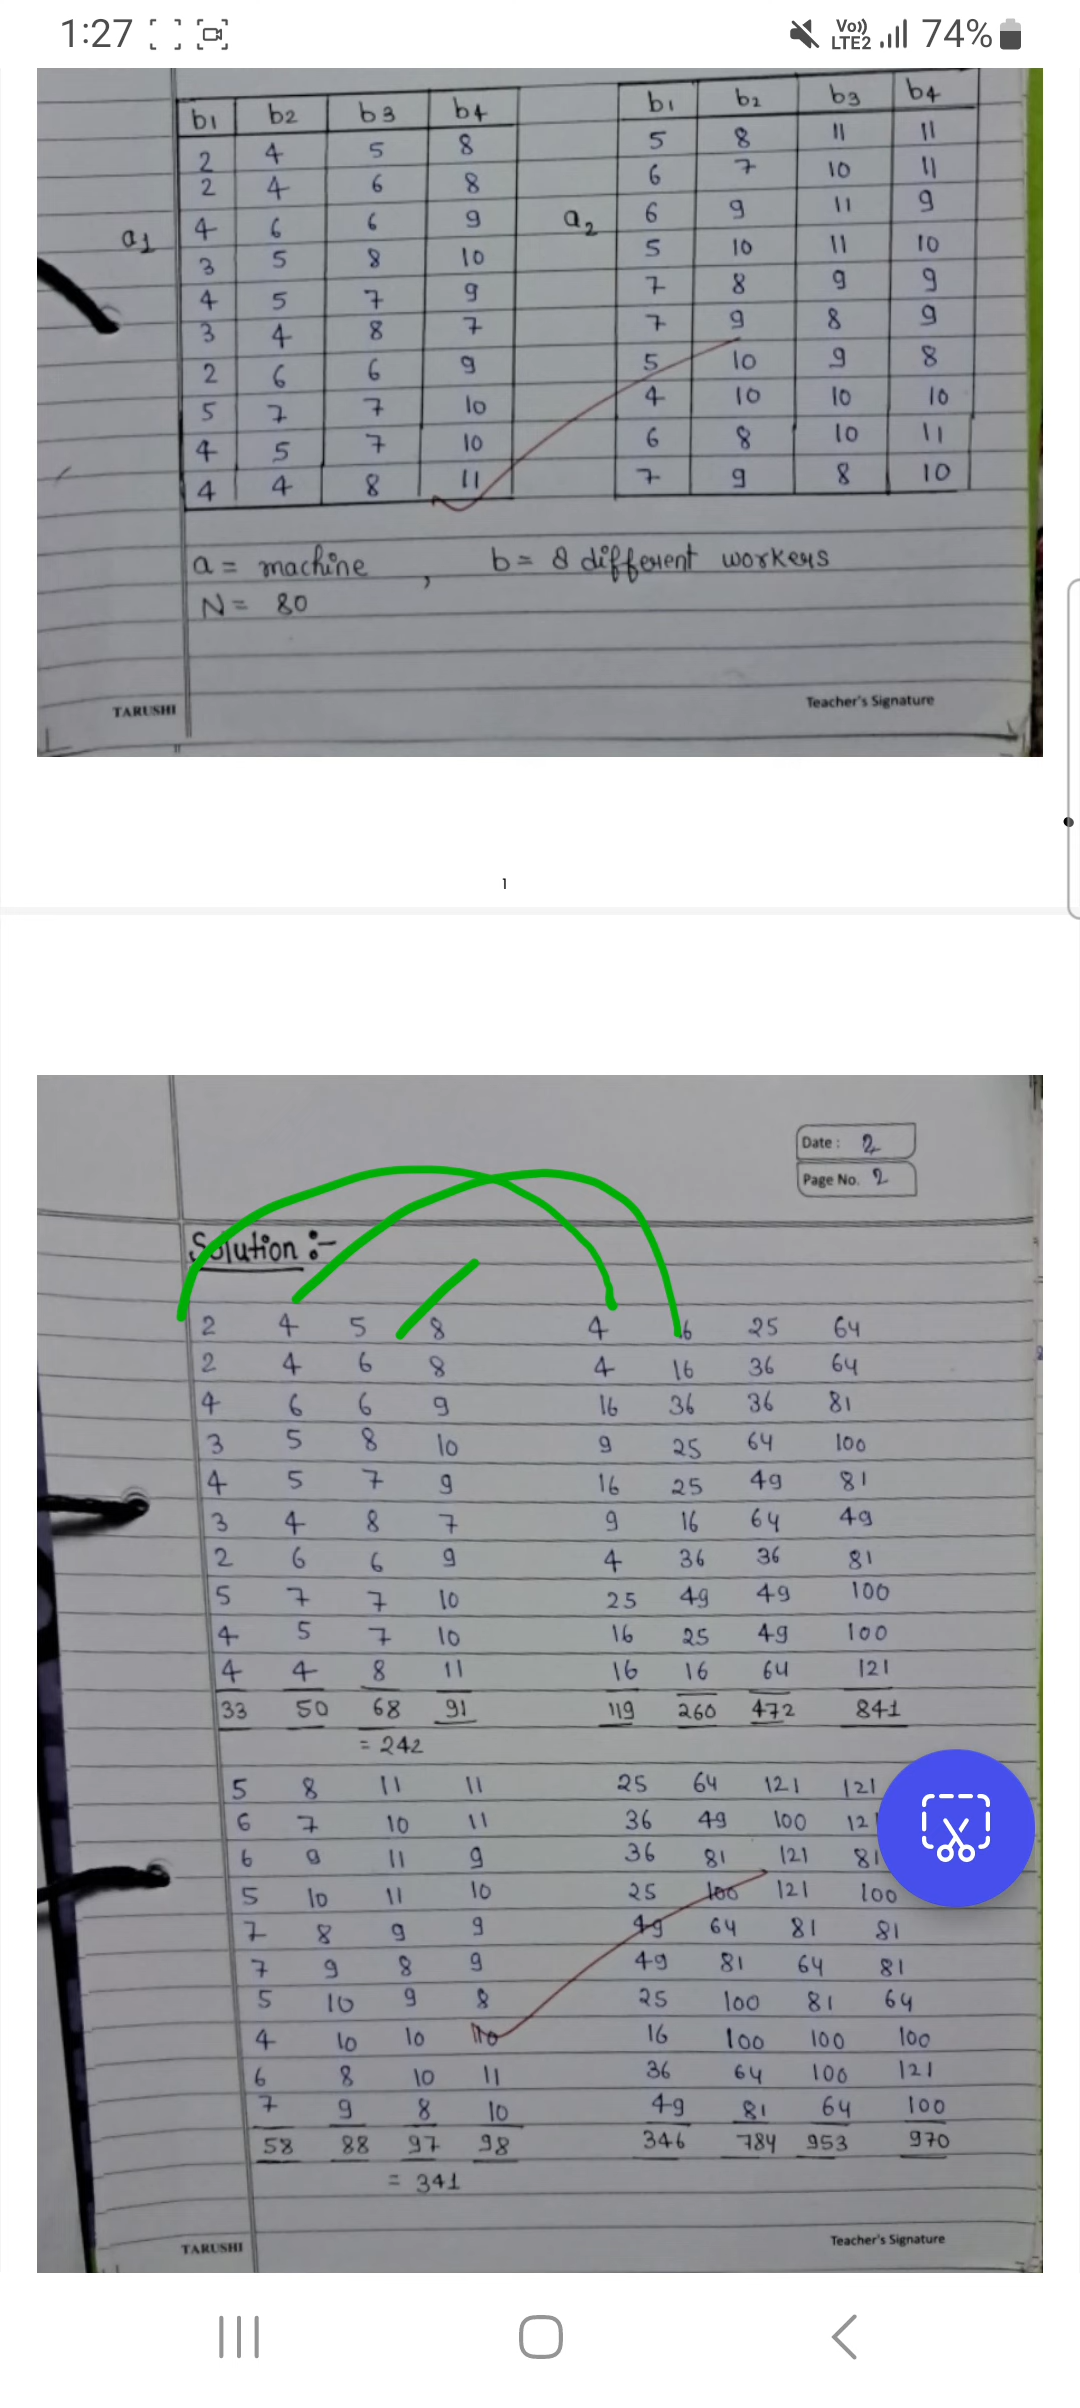 1:27 Vo)) LTE2 74%
b1 b2 b3 b4 b1 b2 b3 b4
2 4 5 8 5 8 11 11
2 4 6 8 6 7 10 11
a1 4 6 6 9 a2 6 9 11 9
3 5 8 10 5 10 11 10
4 5 7 9 7 8 9 9
3 4 8 7 7 9 8 9
2 6 6 9 5 10 9 8
5 7 7 10 4 10 10 10
4 5 7 10 6 8 10 11
4 4 8 11 7 9 8 10
a = machine , b = 8 different workers
N = 80
TARUSHI Teacher's Signature
1
Date : 2
Page No. 2
Solution :-
2 4 5 8 4 16 25 64
2 4 6 8 4 16 36 64
4 6 6 9 16 36 36 81
3 5 8 10 9 25 64 100
4 5 7 9 16 25 49 81
3 4 8 7 9 16 64 49
2 6 6 9 4 36 36 81
5 7 7 10 25 49 49 100
4 5 7 10 16 25 49 100
4 4 8 11 16 16 64 121
33 50 68 91 119 260 472 841
= 242
5 8 11 11 25 64 121 121
6 7 10 11 36 49 100 121
6 9 11 9 36 81 121 81
5 10 11 10 25 100 121 100
7 8 9 9 49 64 81 81
7 9 8 9 49 81 64 81
5 10 9 8 25 100 81 64
4 10 10 10 16 100 100 100
6 8 10 11 36 64 100 121
7 9 8 10 49 81 64 100
58 88 97 98 346 784 953 970
= 341
TARUSHI Teacher's Signature